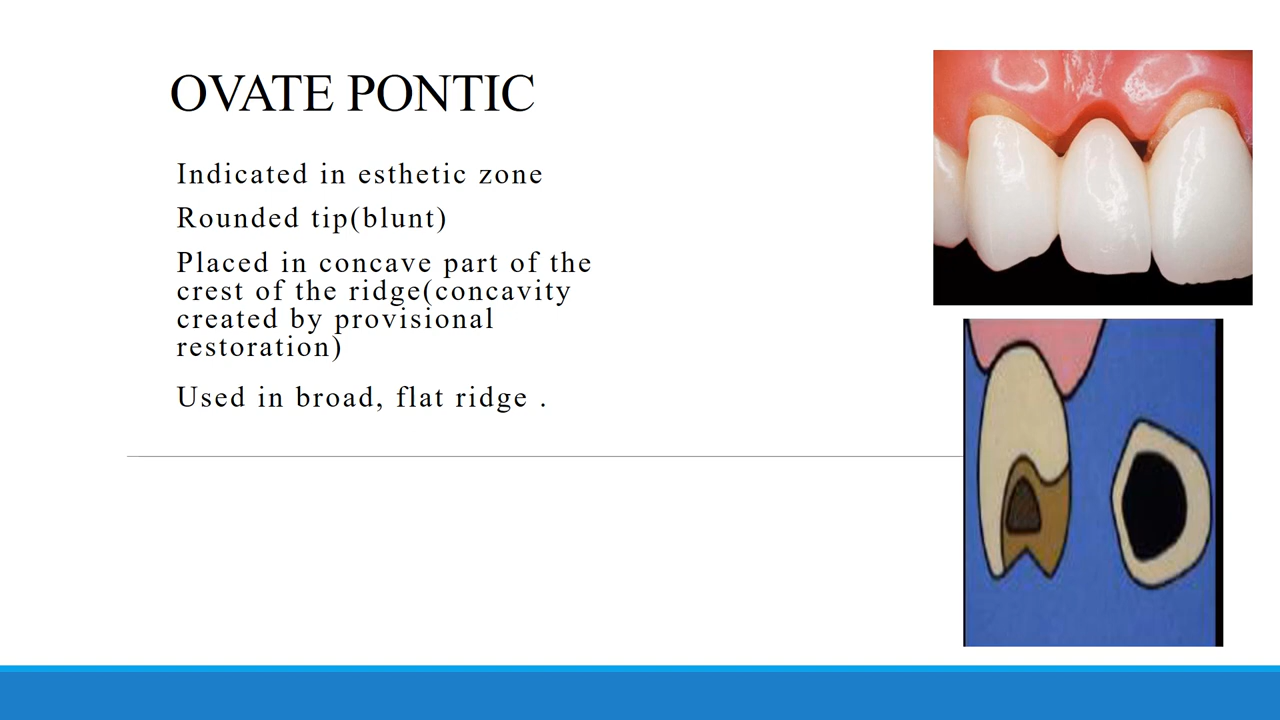 OVATE PONTIC
Indicated in esthetic zone
Rounded tip(blunt)
Placed in concave part of the
crest of the ridge(concavity
created by provisional
restoration)
Used in broad, flat ridge .